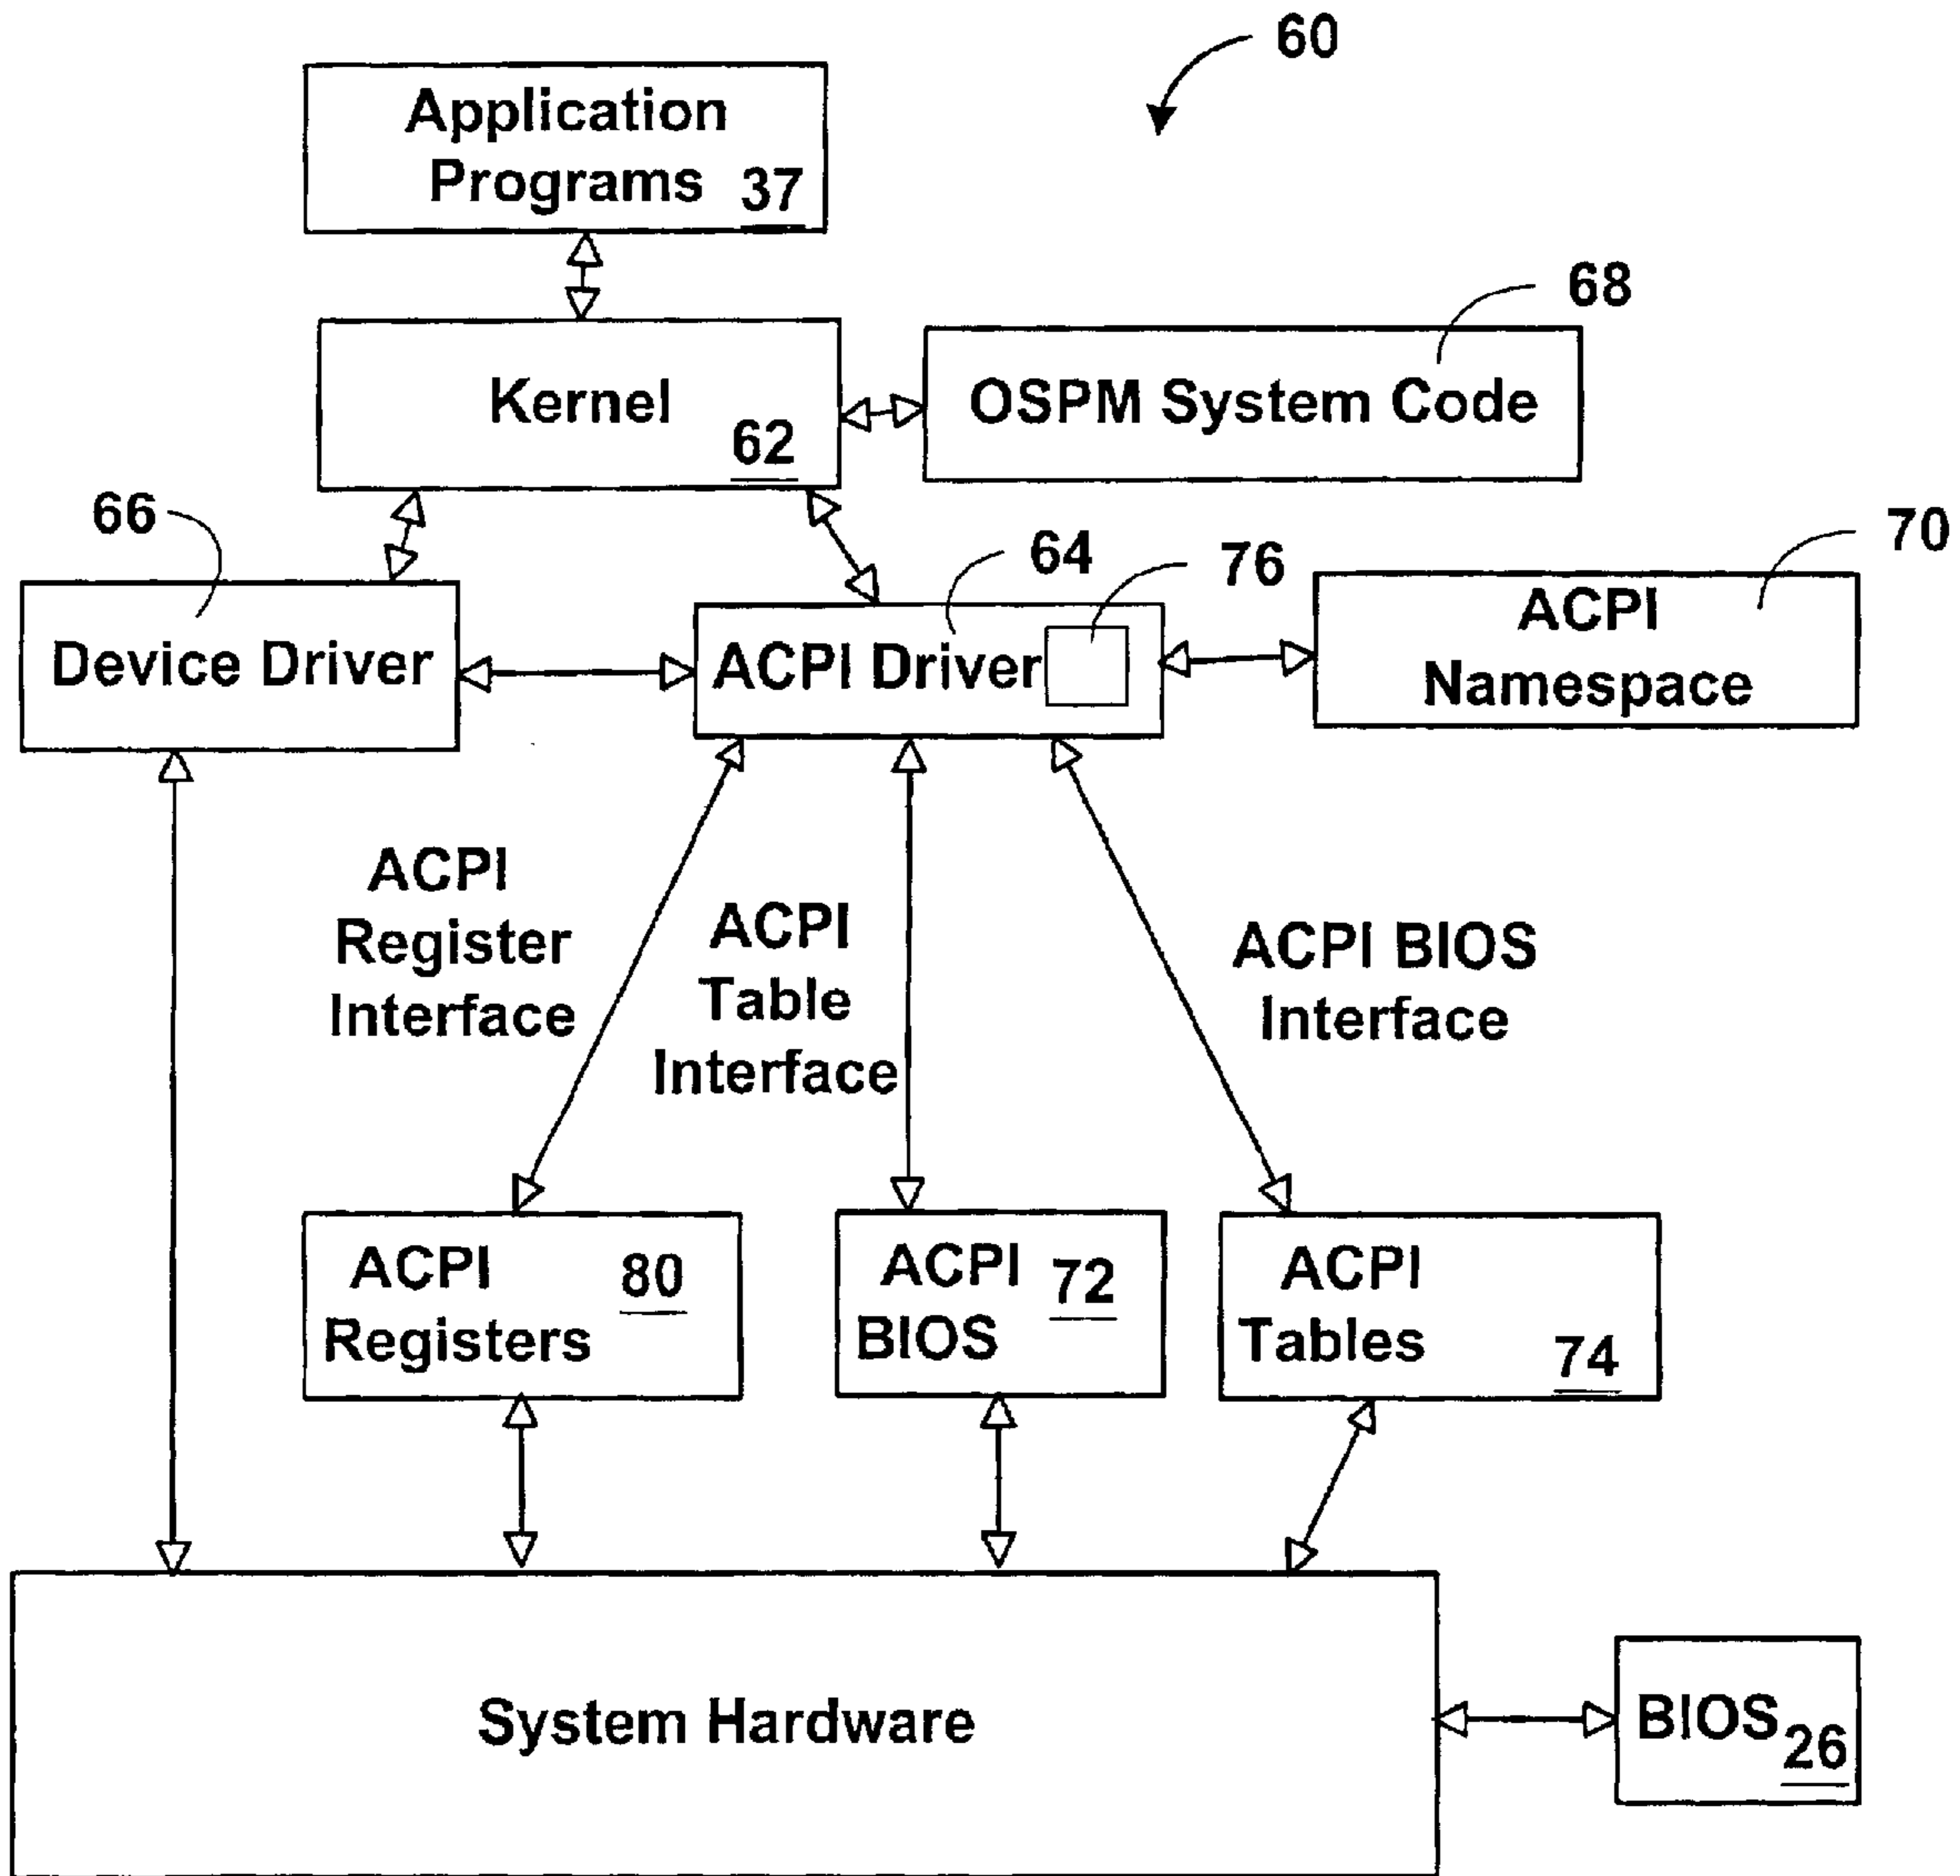 60
Application
Programs 37
68
Kernel
62
OSPM System Code
66
64
76
70
Device Driver
ACPI Driver
ACPI
Namespace
ACPI
Register
Interface
ACPI
Table
Interface
ACPI BIOS
Interface
ACPI
Registers
80
ACPI
BIOS
72
ACPI
Tables
74
System Hardware
BIOS 26